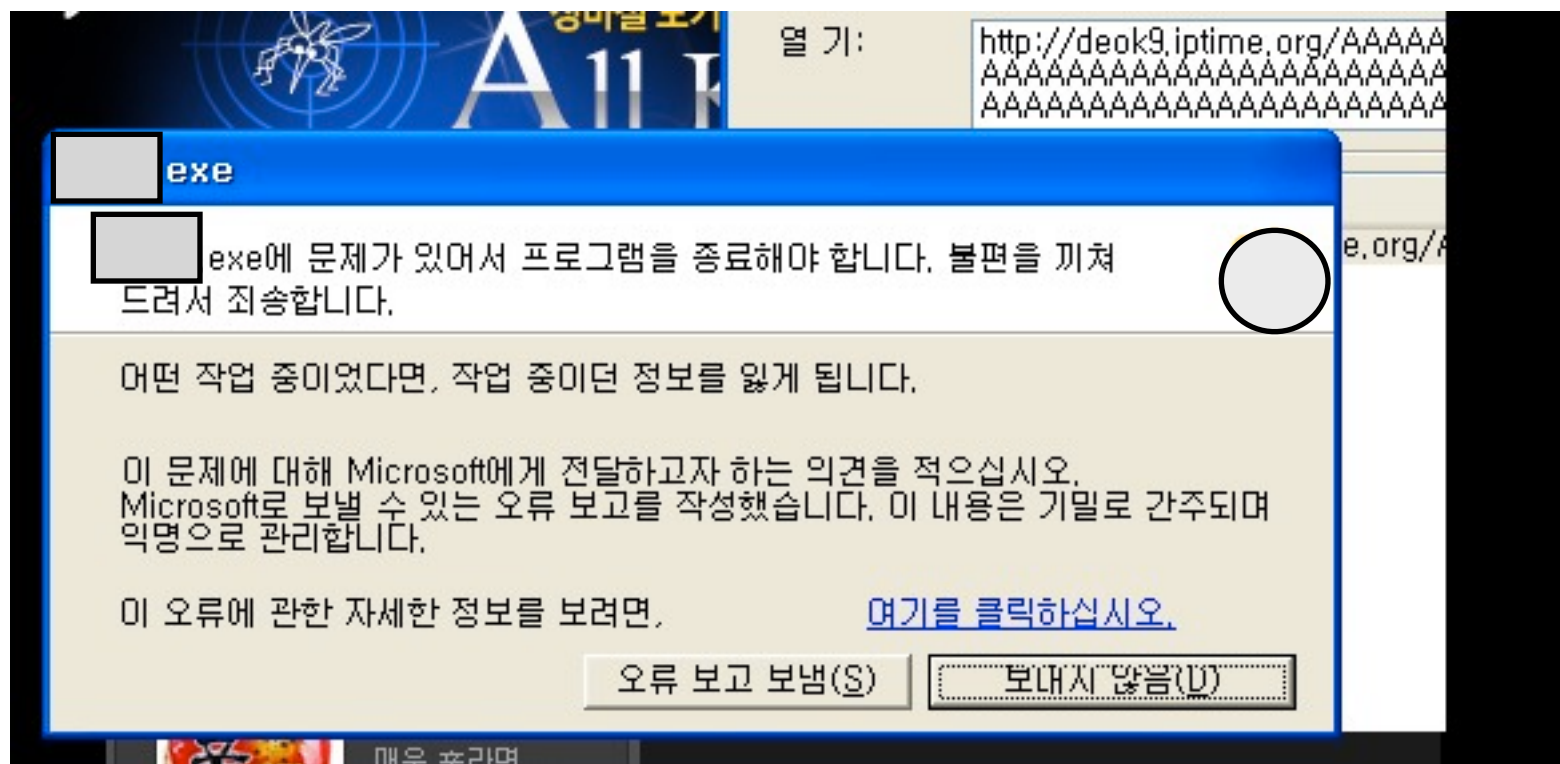 All
열 기:
http://deok9.iptime.org/AAAAA
AAAAAAAAAAAAAAAAAAAAAA
AAAAAAAAAAAAAAAAAAAAAA
exe
exe에 문제가 있어서 프로그램을 종료해야 합니다. 불편을 끼쳐
드려서 죄송합니다.
e.org/A
어떤 작업 중이었다면, 작업 중이던 정보를 잃게 됩니다.
이 문제에 대해 Microsoft에게 전달하고자 하는 의견을 적으십시오.
Microsoft로 보낼 수 있는 오류 보고를 작성했습니다. 이 내용은 기밀로 간주되며
익명으로 관리합니다.
이 오류에 관한 자세한 정보를 보려면, 여기를 클릭하십시오.
오류 보고 보냄(S) 보내지 않음(D)